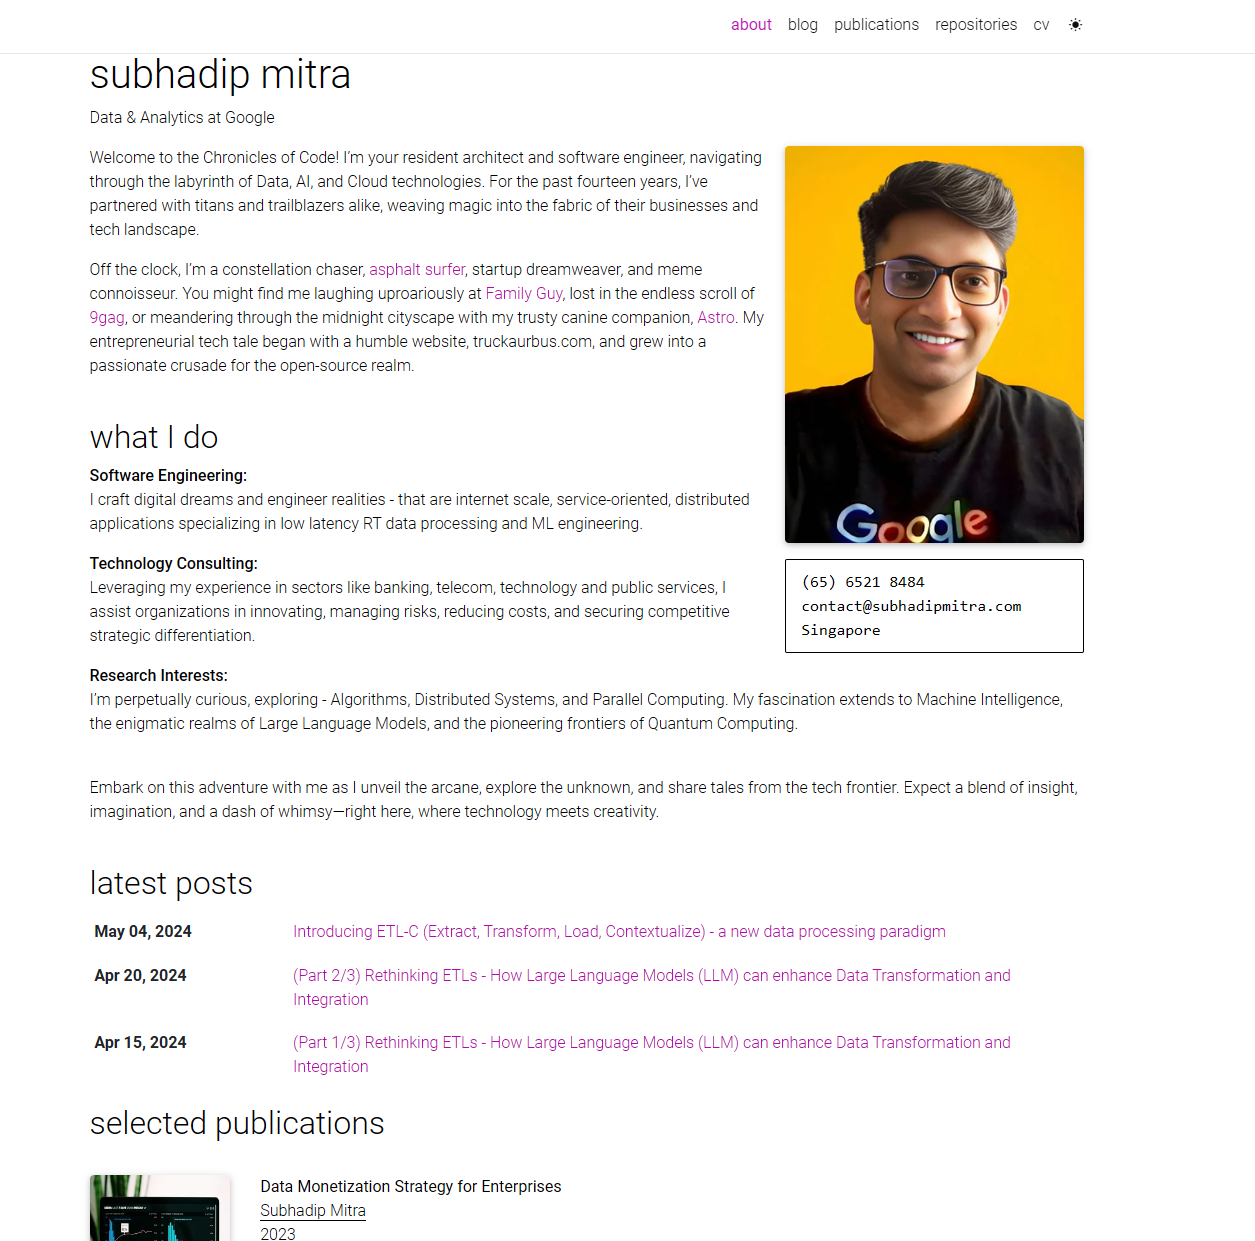 about blog publications repositories cv
subhadip mitra
Data & Analytics at Google
Welcome to the Chronicles of Code! I’m your resident architect and software engineer, navigating
through the labyrinth of Data, AI, and Cloud technologies. For the past fourteen years, I’ve
partnered with titans and trailblazers alike, weaving magic into the fabric of their businesses and
tech landscape.
Off the clock, I’m a constellation chaser, asphalt surfer, startup dreamweaver, and meme
connoisseur. You might find me laughing uproariously at Family Guy, lost in the endless scroll of
9gag, or meandering through the midnight cityscape with my trusty canine companion, Astro. My
entrepreneurial tech tale began with a humble website, truckaurbus.com, and grew into a
passionate crusade for the open-source realm.
Google
(65) 6521 8484
contact@subhadipmitra.com
Singapore
what I do
Software Engineering:
I craft digital dreams and engineer realities - that are internet scale, service-oriented, distributed
applications specializing in low latency RT data processing and ML engineering.
Technology Consulting:
Leveraging my experience in sectors like banking, telecom, technology and public services, I
assist organizations in innovating, managing risks, reducing costs, and securing competitive
strategic differentiation.
Research Interests:
I’m perpetually curious, exploring - Algorithms, Distributed Systems, and Parallel Computing. My fascination extends to Machine Intelligence,
the enigmatic realms of Large Language Models, and the pioneering frontiers of Quantum Computing.
Embark on this adventure with me as I unveil the arcane, explore the unknown, and share tales from the tech frontier. Expect a blend of insight,
imagination, and a dash of whimsy—right here, where technology meets creativity.
latest posts
May 04, 2024 Introducing ETL-C (Extract, Transform, Load, Contextualize) - a new data processing paradigm
Apr 20, 2024 (Part 2/3) Rethinking ETLs - How Large Language Models (LLM) can enhance Data Transformation and
Integration
Apr 15, 2024 (Part 1/3) Rethinking ETLs - How Large Language Models (LLM) can enhance Data Transformation and
Integration
selected publications
Data Monetization Strategy for Enterprises
Subhadip Mitra
2023